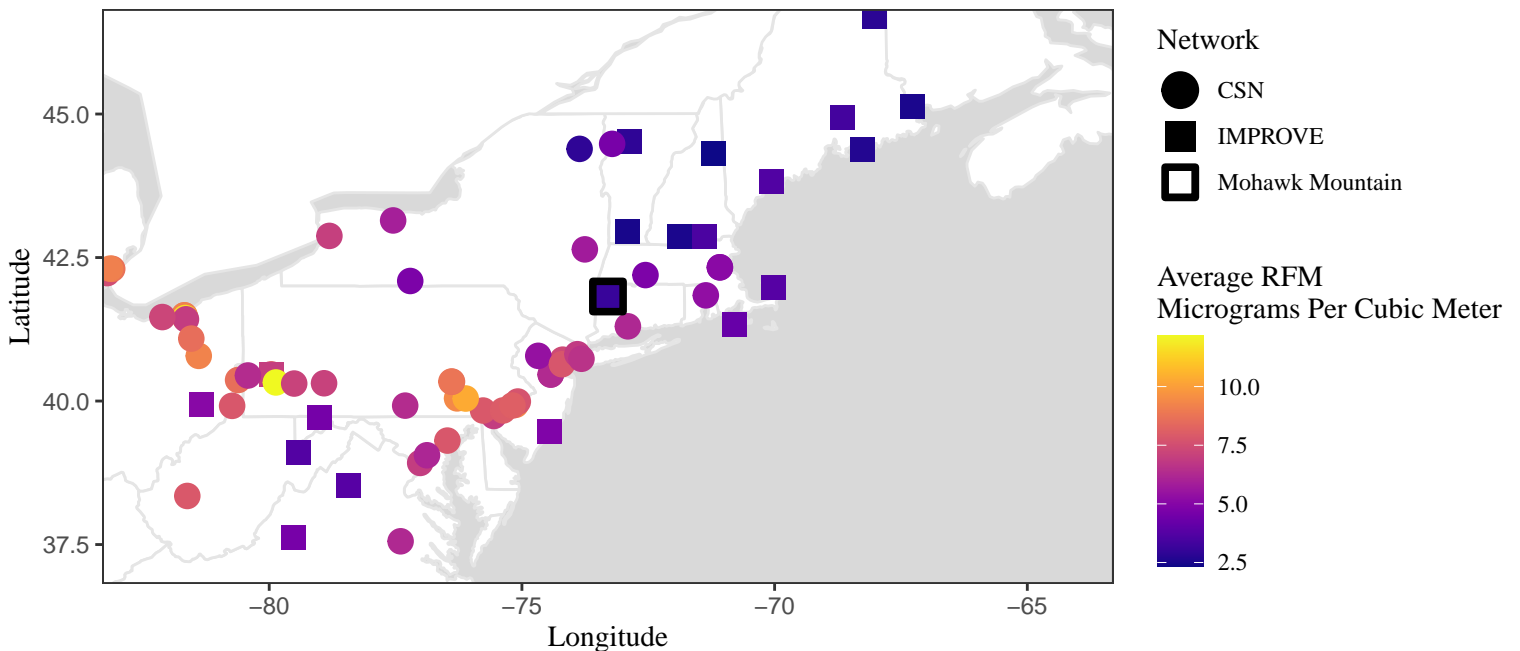 45.0
42.5
40.0
37.5
Latitude
−80
−75
−70
−65
Longitude
Network
CSN
IMPROVE
Mohawk Mountain
Average RFM
Micrograms Per Cubic Meter
10.0
7.5
5.0
2.5